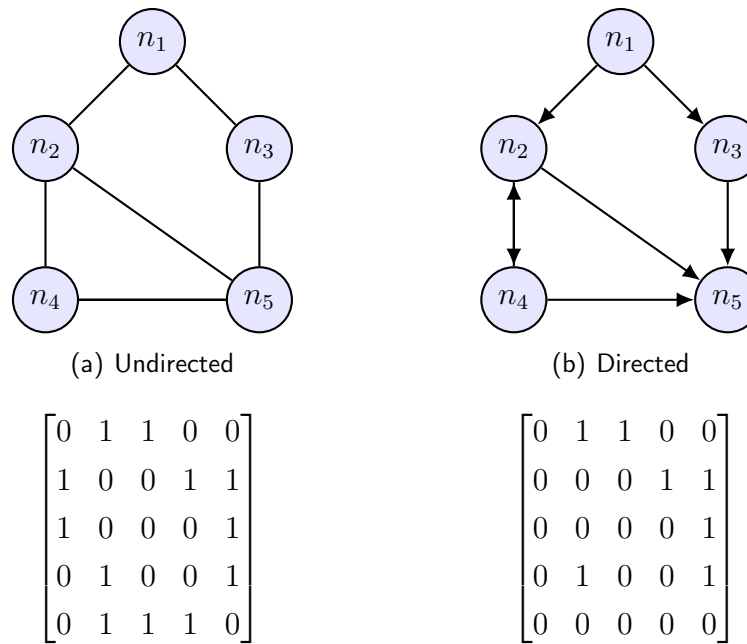 n₁ n₁
n₂ n₃ n₂ n₃
n₄ n₅ n₄ n₅
(a) Undirected (b) Directed
0 1 1 0 0 0 1 1 0 0
1 0 0 1 1 0 0 0 1 1
1 0 0 0 1 0 0 0 0 1
0 1 0 0 1 0 1 0 0 1
0 1 1 1 0 0 0 0 0 0